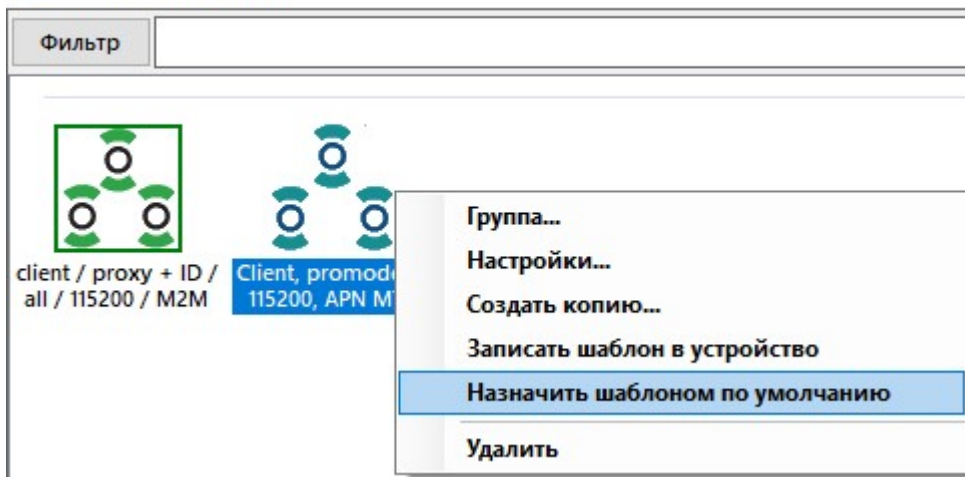 Фильтр
client / proxy + ID /
all / 115200 / M2M
Client,
115200, APN
Группа...
Настройки...
Создать копию...
Записать шаблон в устройство
Назначить шаблоном по умолчанию
Удалить